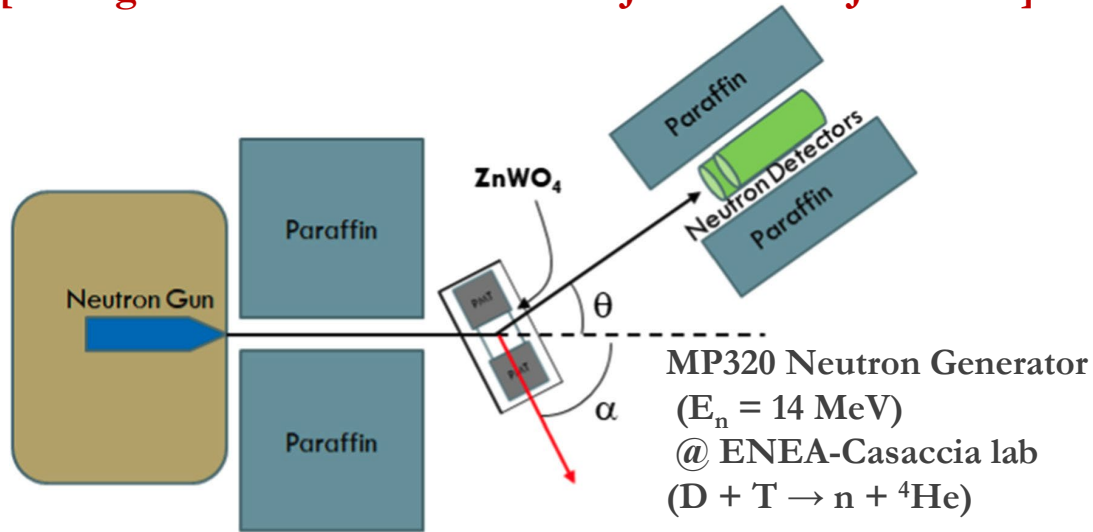 Paraffin
Neutron Detectors
Paraffin
ZnWO₄
Paraffin
PMT
Neutron Gun
θ
PMT
α
MP320 Neutron Generator
(Eₙ = 14 MeV)
@ ENEA-Casaccia lab
(D + T → n + ⁴He)
Paraffin